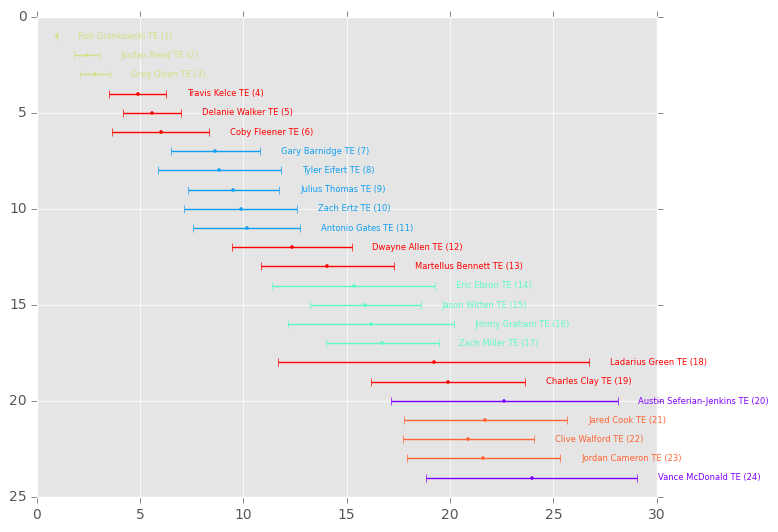 0
Rob Gronkowski TE (1)
Jordan Reed TE (2)
Greg Olsen TE (3)
Travis Kelce TE (4)
5
Delanie Walker TE (5)
Coby Fleener TE (6)
Gary Barnidge TE (7)
Tyler Eifert TE (8)
Julius Thomas TE (9)
10
Zach Ertz TE (10)
Antonio Gates TE (11)
Dwayne Allen TE (12)
Martellus Bennett TE (13)
Eric Ebron TE (14)
15
Jason Witten TE (15)
Jimmy Graham TE (16)
Zach Miller TE (17)
Ladarius Green TE (18)
Charles Clay TE (19)
20
Austin Seferian-Jenkins TE (20)
Jared Cook TE (21)
Clive Walford TE (22)
Jordan Cameron TE (23)
Vance McDonald TE (24)
25
0 5 10 15 20 25 30